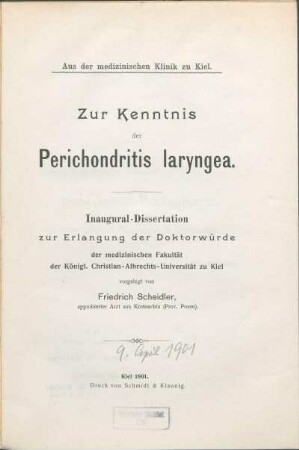 Aus der medizinischen Klinik zu Kiel.
Zur Kenntnis
der
Perichondritis laryngea.
Inaugural-Dissertation
zur Erlangung der Doktorwürde
der medizinischen Fakultät
der Königl. Christian-Albrechts-Universität zu Kiel
vorgelegt von
Friedrich Scheidler,
approbierter Arzt aus (Prov. Posen).
9. April 1901
Kiel 1901.
Druck von Schmidt & Klaunig.